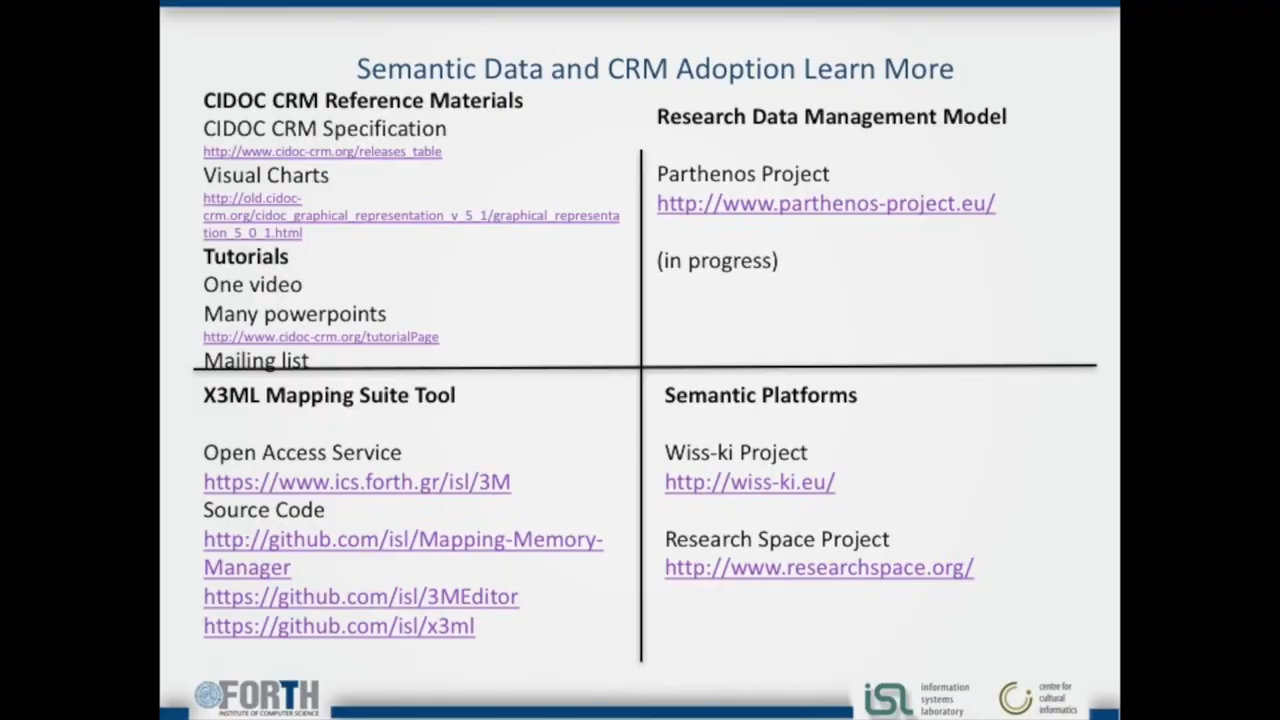 Semantic Data and CRM Adoption Learn More
CIDOC CRM Reference Materials
CIDOC CRM Specification
http://www.cidoc-crm.org/releases_table
Visual Charts
http://old.cidoc-
crm.org/cidoc_graphical_representation_v_5_1/graphical_representa
tion_5_0_1.html
Tutorials
One video
Many powerpoints
http://www.cidoc-crm.org/tutorialPage
Mailing list
Research Data Management Model
Parthenos Project
http://www.parthenos-project.eu/
(in progress)
X3ML Mapping Suite Tool
Open Access Service
https://www.ics.forth.gr/isl/3M
Source Code
http://github.com/isl/Mapping-Memory-
Manager
https://github.com/isl/3MEditor
https://github.com/isl/x3ml
Semantic Platforms
Wiss-ki Project
http://wiss-ki.eu/
Research Space Project
http://www.researchspace.org/
FORTH
INSTITUTE OF COMPUTER SCIENCE
isl
information
systems
laboratory
centre for
cultural
informatics